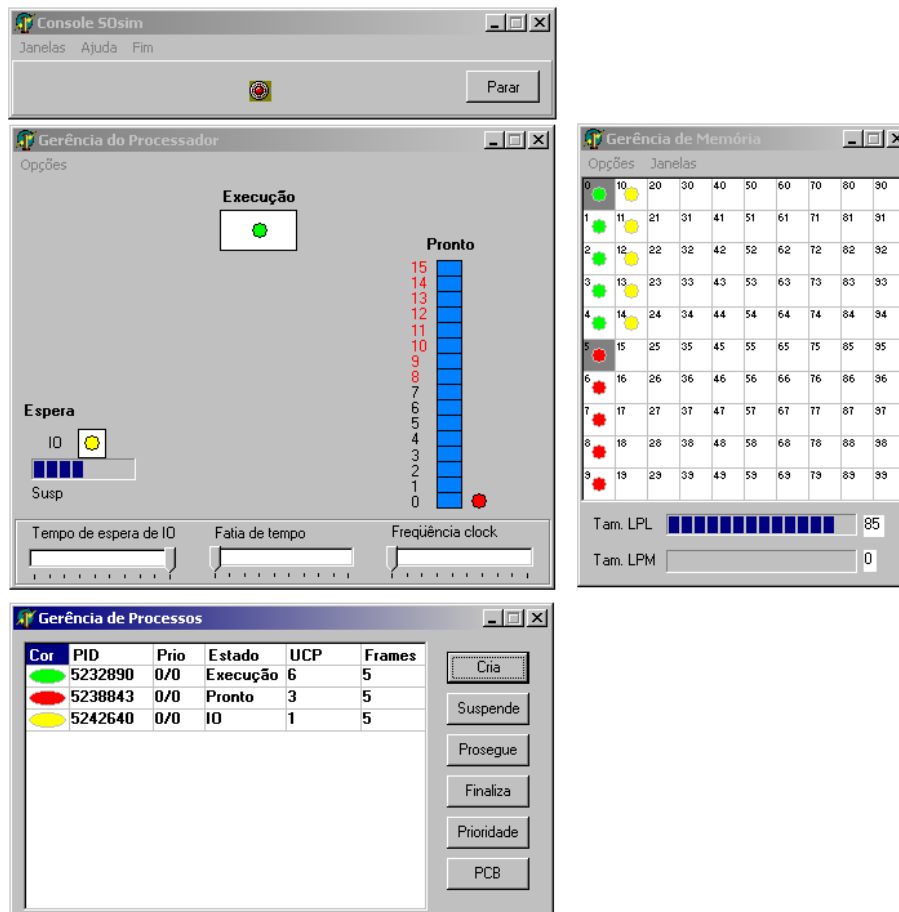 Console SOsim
Janelas Ajuda Fim
Parar
Gerência do Processador
Opções
Execução
Pronto
15
14
13
12
11
10
9
8
7
6
5
4
3
2
1
0
Espera
IO
Susp
Tempo de espera de IO Fatia de tempo Freqüência clock
Gerência de Memória
Opções Janelas
0 10 20 30 40 50 60 70 80 90
1 11 21 31 41 51 61 71 81 91
2 12 22 32 42 52 62 72 82 92
3 13 23 33 43 53 63 73 83 93
4 14 24 34 44 54 64 74 84 94
5 15 25 35 45 55 65 75 85 95
6 16 26 36 46 56 66 76 86 96
7 17 27 37 47 57 67 77 87 97
8 18 28 38 48 58 68 78 88 98
9 19 29 39 49 59 69 79 89 99
Tam. LPL 85
Tam. LPM 0
Gerência de Processos
Cor PID Prio Estado UCP Frames
5232890 0/0 Execução 6 5
5238843 0/0 Pronto 3 5
5242640 0/0 IO 1 5
Cria
Suspende
Prosegue
Finaliza
Prioridade
PCB